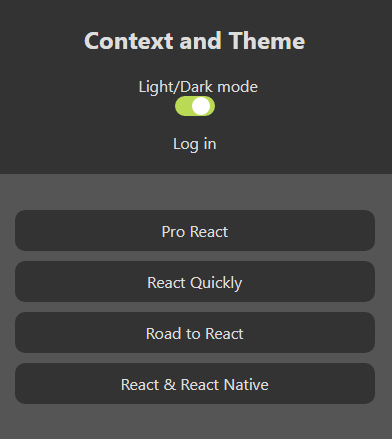 Context and Theme
Light/Dark mode
Log in
Pro React
React Quickly
Road to React
React & React Native